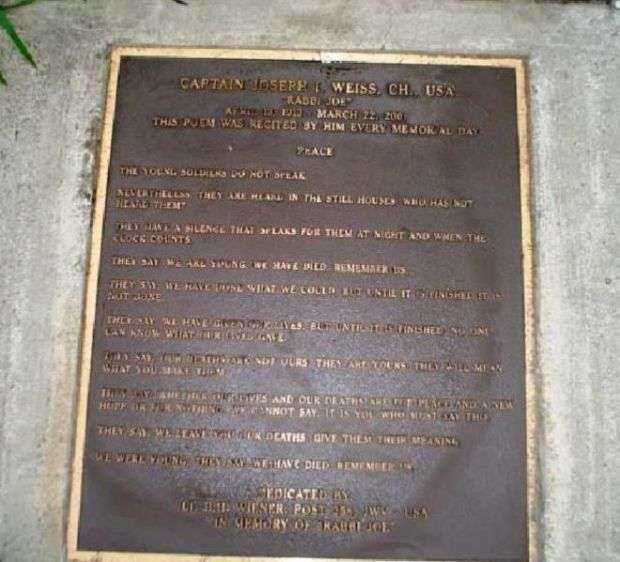 CAPTAIN JOSEPH I. WEISS, CH., USA
"RABBI JOE"
MARCH 22,
THIS POEM WAS RECITED BY HIM EVERY MEMORIAL DAY
PEACE
THE YOUNG SOLDIERS DO NOT SPEAK
NEVERTHELESS THEY ARE HEARD IN THE STILL HOUSES WHO HAS NOT
HEARD THEM?
THEY HAVE A SILENCE THAT SPEAKS FOR THEM AT NIGHT AND WHEN THE
CLOCK COUNTS
THEY SAY, WE ARE YOUNG. WE HAVE DIED. REMEMBER US.
THEY SAY, WE HAVE DONE WHAT WE COULD BUT UNTIL IT IS FINISHED IT IS
NOT DONE
THEY SAY, WE HAVE GIVEN OUR LIVES, BUT UNTIL IT IS FINISHED NO ONE
CAN KNOW WHAT OUR LIVES GAVE
THEY SAY, OUR DEATHS ARE NOT OURS THEY ARE YOURS THEY WILL MEAN
WHAT YOU MAKE THEM
THEY SAY, WHETHER OUR LIVES AND OUR DEATHS ARE FOR PEACE AND A NEW
HOPE OR FOR NOTHING WE CANNOT SAY. IT IS YOU WHO MUST SAY THIS
THEY SAY, WE LEAVE YOU OUR DEATHS GIVE THEM THEIR MEANING
WE WERE YOUNG, THEY SAY, WE HAVE DIED REMEMBER US.
DEDICATED BY
WIENER, POST JWV - USA
IN MEMORY OF "RABBI JOE"